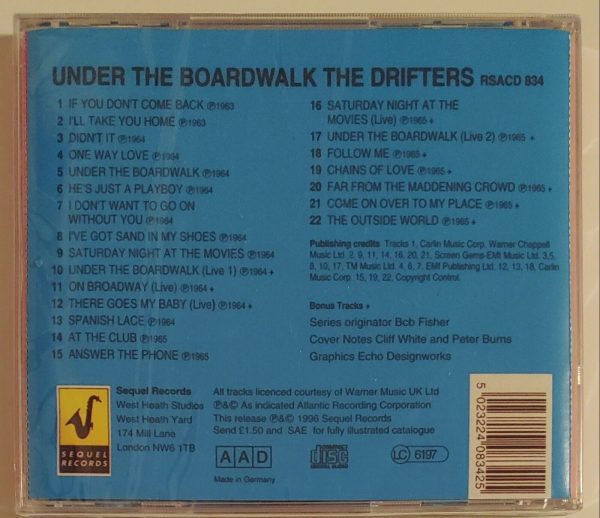 UNDER THE BOARDWALK THE DRIFTERS RSACD 834
1 IF YOU DON'T COME BACK ℗1963
2 I'LL TAKE YOU HOME ℗1963
3 DIDN'T IT ℗1964
4 ONE WAY LOVE ℗1964
5 UNDER THE BOARDWALK ℗1964
6 HE'S JUST A PLAYBOY ℗1964
7 I DON'T WANT TO GO ON
WITHOUT YOU ℗1964
8 I'VE GOT SAND IN MY SHOES ℗1964
9 SATURDAY NIGHT AT THE MOVIES ℗1964
10 UNDER THE BOARDWALK (Live 1) ℗1964 +
11 ON BROADWAY (Live) ℗1964 +
12 THERE GOES MY BABY (Live) ℗1964 +
13 SPANISH LACE ℗1964
14 AT THE CLUB ℗1965
15 ANSWER THE PHONE ℗1965
16 SATURDAY NIGHT AT THE
MOVIES (Live) ℗1965 +
17 UNDER THE BOARDWALK (Live 2) ℗1965 +
18 FOLLOW ME ℗1965 +
19 CHAINS OF LOVE ℗1965 +
20 FAR FROM THE MADDENING CROWD ℗1965 +
21 COME ON OVER TO MY PLACE ℗1965 +
22 THE OUTSIDE WORLD ℗1965 +
Publishing credits Tracks 1, Carlin Music Corp. Warner Chappell
Music Ltd. 2, 9, 11, 14, 16, 20, 21, Screen Gems-EMI Music Ltd. 3,5,
8, 10, 17, TM Music Ltd. 4, 6, 7, EMI Publishing Ltd. 12, 13, 18, Carlin
Music Corp. 15, 19, 22, Copyright Control.
Bonus Tracks +
Series originator Bob Fisher
Cover Notes Cliff White and Peter Burns
Graphics Echo Designworks
SEQUEL
RECORDS
Sequel Records
West Heath Studios
West Heath Yard
174 Mill Lane
London NW6 1TB
All tracks licenced courtesy of Warner Music UK Ltd
℗&© As indicated Atlantic Recording Corporation
This release ℗&© 1996 Sequel Records
Send £1.50 and SAE for fully illustrated catalogue
AAD
Made in Germany
COMPACT
disc
DIGITAL AUDIO
LC 6197
5 023224 083425